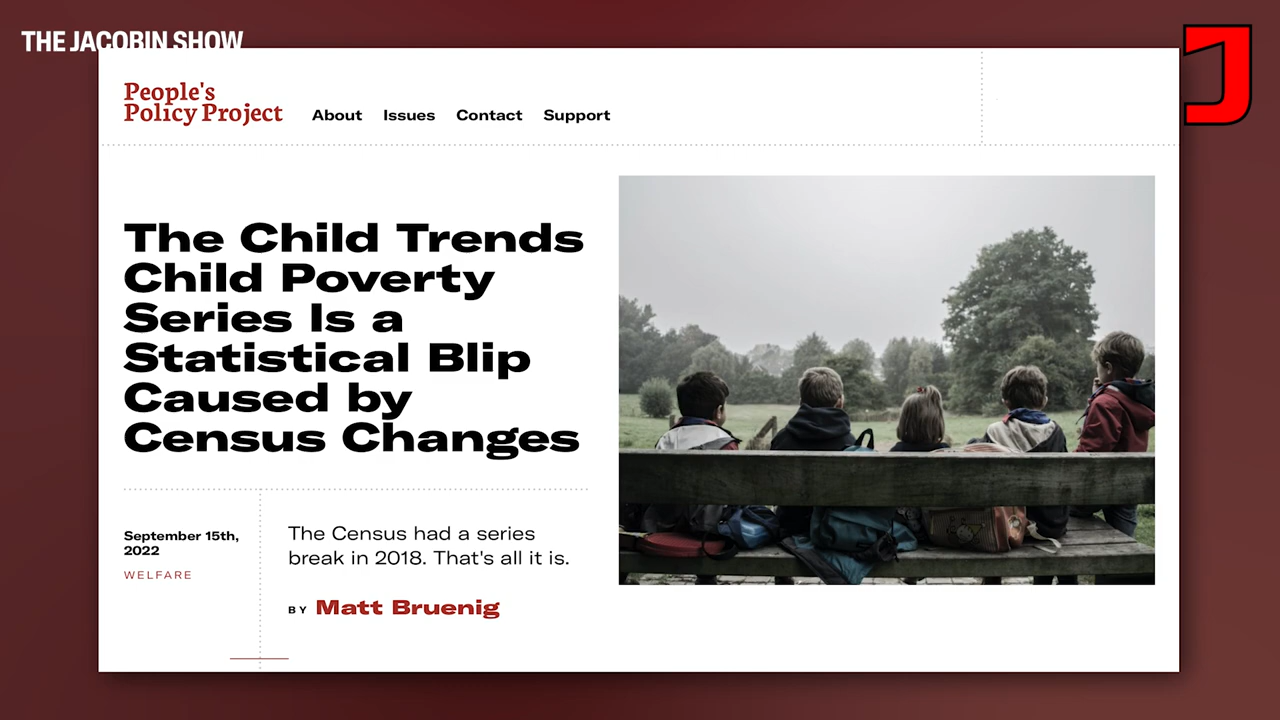 THE JACOBIN SHOW
J
People's
Policy Project
About Issues Contact Support
The Child Trends
Child Poverty
Series Is a
Statistical Blip
Caused by
Census Changes
September 15th,
2022
WELFARE
The Census had a series
break in 2018. That's all it is.
BY Matt Bruenig